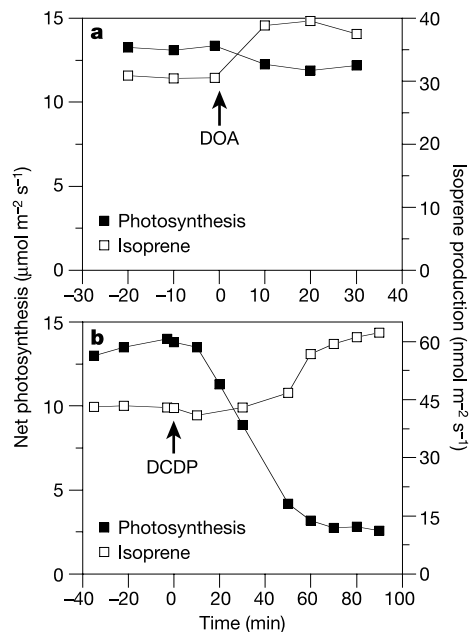 a
15
10
5
0
40
30
20
10
0
DOA
Photosynthesis
Isoprene
−30 −20 −10 0 10 20 30 40
Net photosynthesis (μmol m⁻² s⁻¹)
Isoprene production (nmol m⁻² s⁻¹)
b
15
10
5
0
60
45
30
15
0
DCDP
Photosynthesis
Isoprene
−40 −20 0 20 40 60 80 100
Time (min)